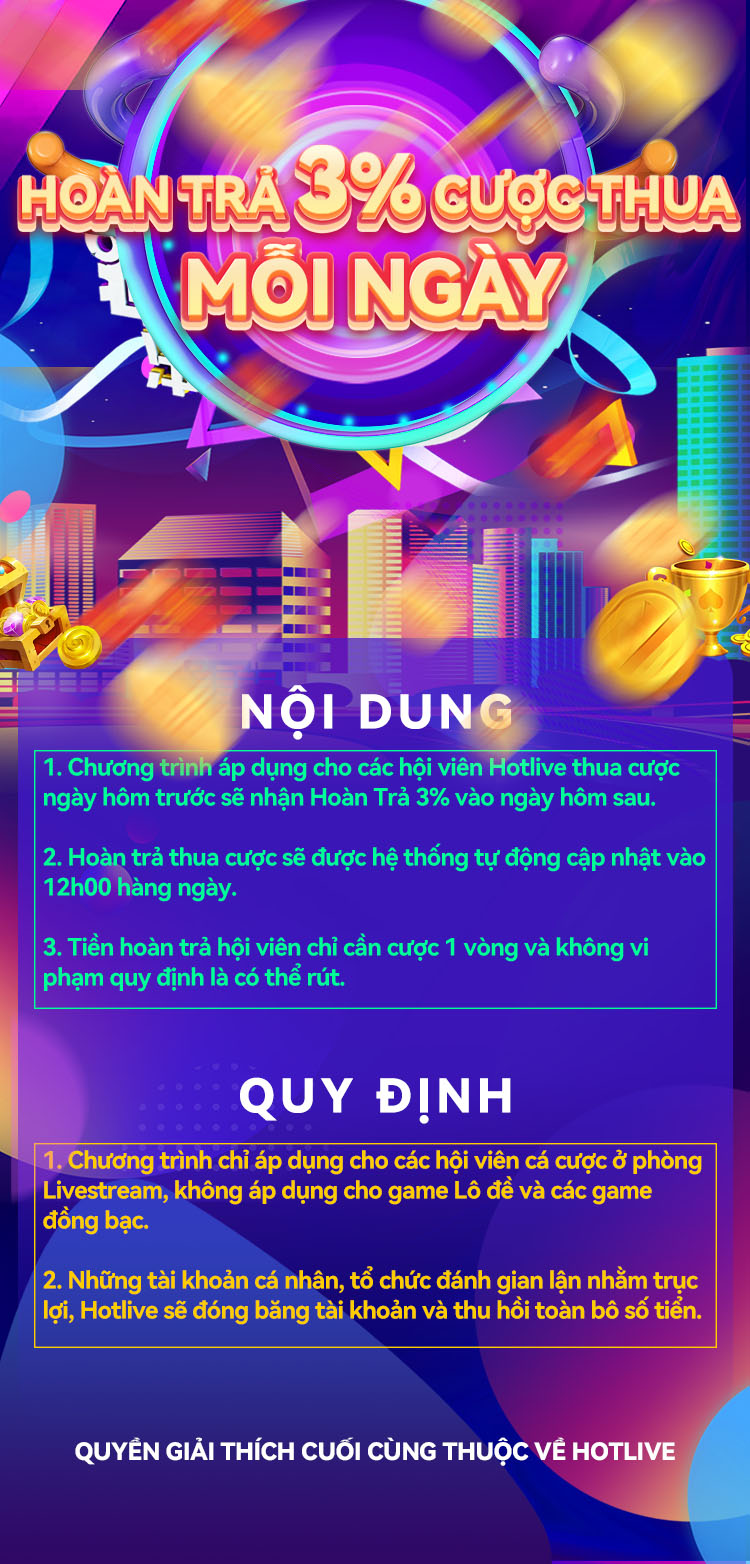 HOÀN TRẢ 3% CƯỢC THUA
MỖI NGÀY
NỘI DUNG
1. Chương trình áp dụng cho các hội viên Hotlive thua cược
ngày hôm trước sẽ nhận Hoàn Trả 3% vào ngày hôm sau.
2. Hoàn trả thua cược sẽ được hệ thống tự động cập nhật vào
12h00 hàng ngày.
3. Tiền hoàn trả hội viên chỉ cần cược 1 vòng và không vi
phạm quy định là có thể rút.
QUY ĐỊNH
1. Chương trình chỉ áp dụng cho các hội viên cá cược ở phòng
Livestream, không áp dụng cho game Lô đề và các game
đồng bạc.
2. Những tài khoản cá nhân, tổ chức đánh gian lận nhằm trục
lợi, Hotlive sẽ đóng băng tài khoản và thu hồi toàn bô số tiển.
QUYỀN GIẢI THÍCH CUỐI CÙNG THUỘC VỀ HOTLIVE